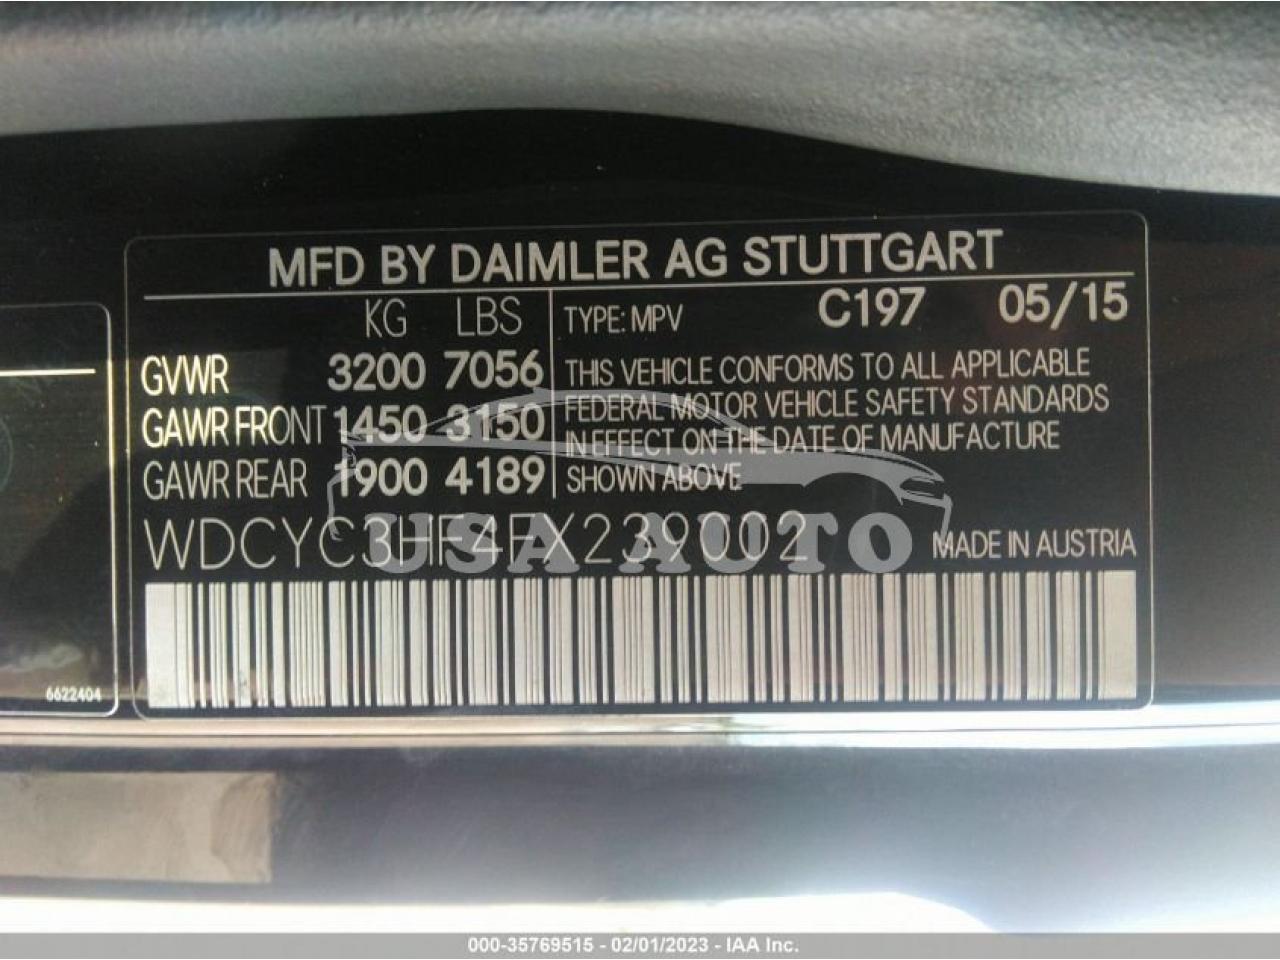 MFD BY DAIMLER AG STUTTGART
KG LBS
TYPE: MPV C197 05/15
GVWR 3200 7056
GAWR FRONT 1450 3150
GAWR REAR 1900 4189
THIS VEHICLE CONFORMS TO ALL APPLICABLE
FEDERAL MOTOR VEHICLE SAFETY STANDARDS
IN EFFECT ON THE DATE OF MANUFACTURE
SHOWN ABOVE
WDCYC3HF4FX239002
MADE IN AUSTRIA
USA AUTO
6622404
000-35769515 - 02/01/2023 - IAA Inc.